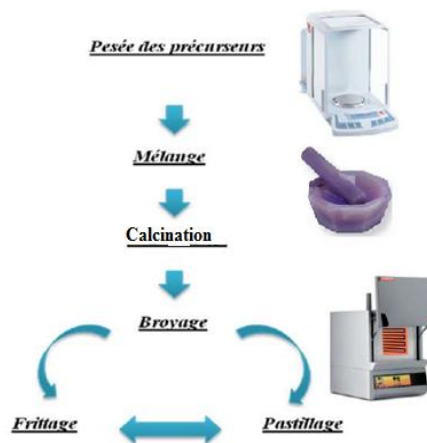 Pesée des précurseurs
Mélange
Calcination
Broyage
Frittage
Pastillage